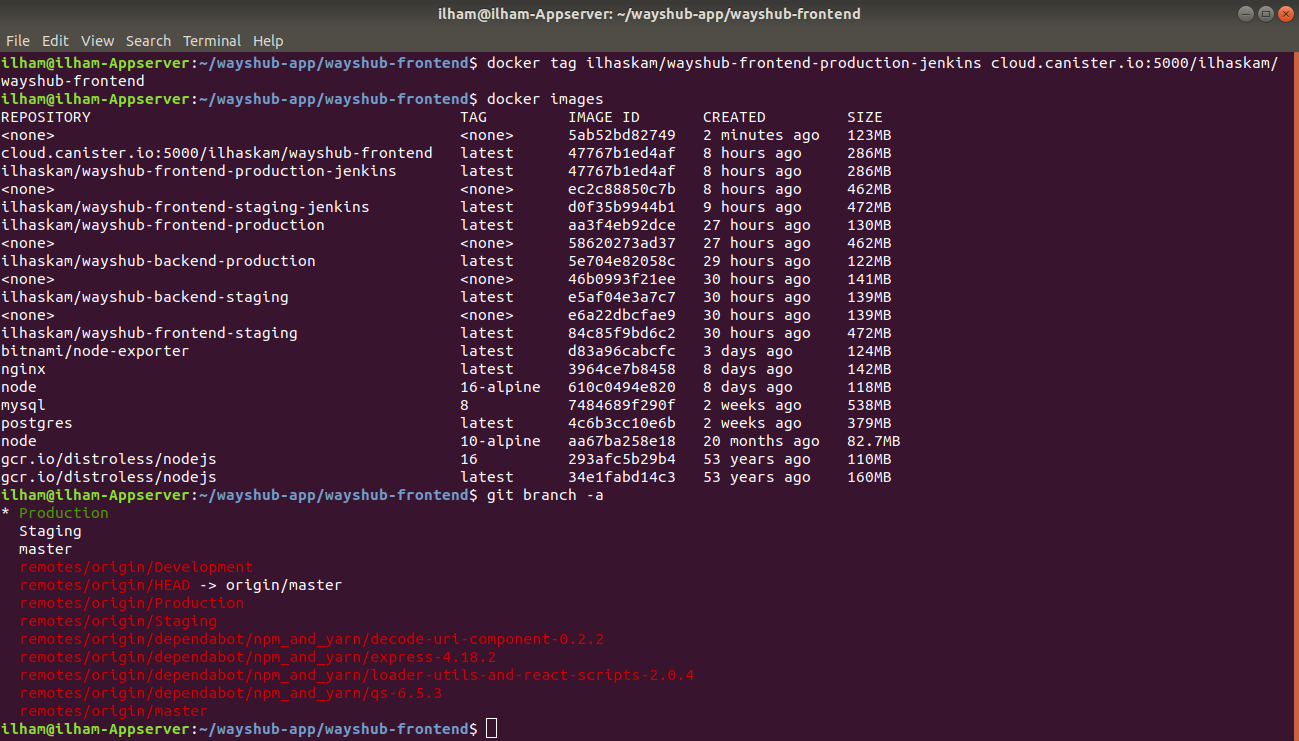 ilham@ilham-Appserver: ~/wayshub-app/wayshub-frontend
File Edit View Search Terminal Help
ilham@ilham-Appserver:~/wayshub-app/wayshub-frontend$ docker tag ilhaskam/wayshub-frontend-production-jenkins cloud.canister.io:5000/ilhaskam/
wayshub-frontend
ilham@ilham-Appserver:~/wayshub-app/wayshub-frontend$ docker images
REPOSITORY TAG IMAGE ID CREATED SIZE
<none> <none> 5ab52bd82749 2 minutes ago 123MB
cloud.canister.io:5000/ilhaskam/wayshub-frontend latest 47767b1ed4af 8 hours ago 286MB
ilhaskam/wayshub-frontend-production-jenkins latest 47767b1ed4af 8 hours ago 286MB
<none> <none> ec2c88850c7b 8 hours ago 462MB
ilhaskam/wayshub-frontend-staging-jenkins latest d0f35b9944b1 9 hours ago 472MB
ilhaskam/wayshub-frontend-production latest aa3f4eb92dce 27 hours ago 130MB
<none> <none> 58620273ad37 27 hours ago 462MB
ilhaskam/wayshub-backend-production latest 5e704e82058c 29 hours ago 122MB
<none> <none> 46b0993f21ee 30 hours ago 141MB
ilhaskam/wayshub-backend-staging latest e5af04e3a7c7 30 hours ago 139MB
<none> <none> e6a22dbcfae9 30 hours ago 139MB
ilhaskam/wayshub-frontend-staging latest 84c85f9bd6c2 30 hours ago 472MB
bitnami/node-exporter latest d83a96cabcfc 3 days ago 124MB
nginx latest 3964ce7b8458 8 days ago 142MB
node 16-alpine 610c0494e820 8 days ago 118MB
mysql 8 7484689f290f 2 weeks ago 538MB
postgres latest 4c6b3cc10e6b 2 weeks ago 379MB
node 10-alpine aa67ba258e18 20 months ago 82.7MB
gcr.io/distroless/nodejs 16 293afc5b29b4 53 years ago 110MB
gcr.io/distroless/nodejs latest 34e1fabd14c3 53 years ago 160MB
ilham@ilham-Appserver:~/wayshub-app/wayshub-frontend$ git branch -a
* Production
Staging
master
remotes/origin/Development
remotes/origin/HEAD -> origin/master
remotes/origin/Production
remotes/origin/Staging
remotes/origin/dependabot/npm_and_yarn/decode-uri-component-0.2.2
remotes/origin/dependabot/npm_and_yarn/express-4.18.2
remotes/origin/dependabot/npm_and_yarn/loader-utils-and-react-scripts-2.0.4
remotes/origin/dependabot/npm_and_yarn/qs-6.5.3
remotes/origin/master
ilham@ilham-Appserver:~/wayshub-app/wayshub-frontend$